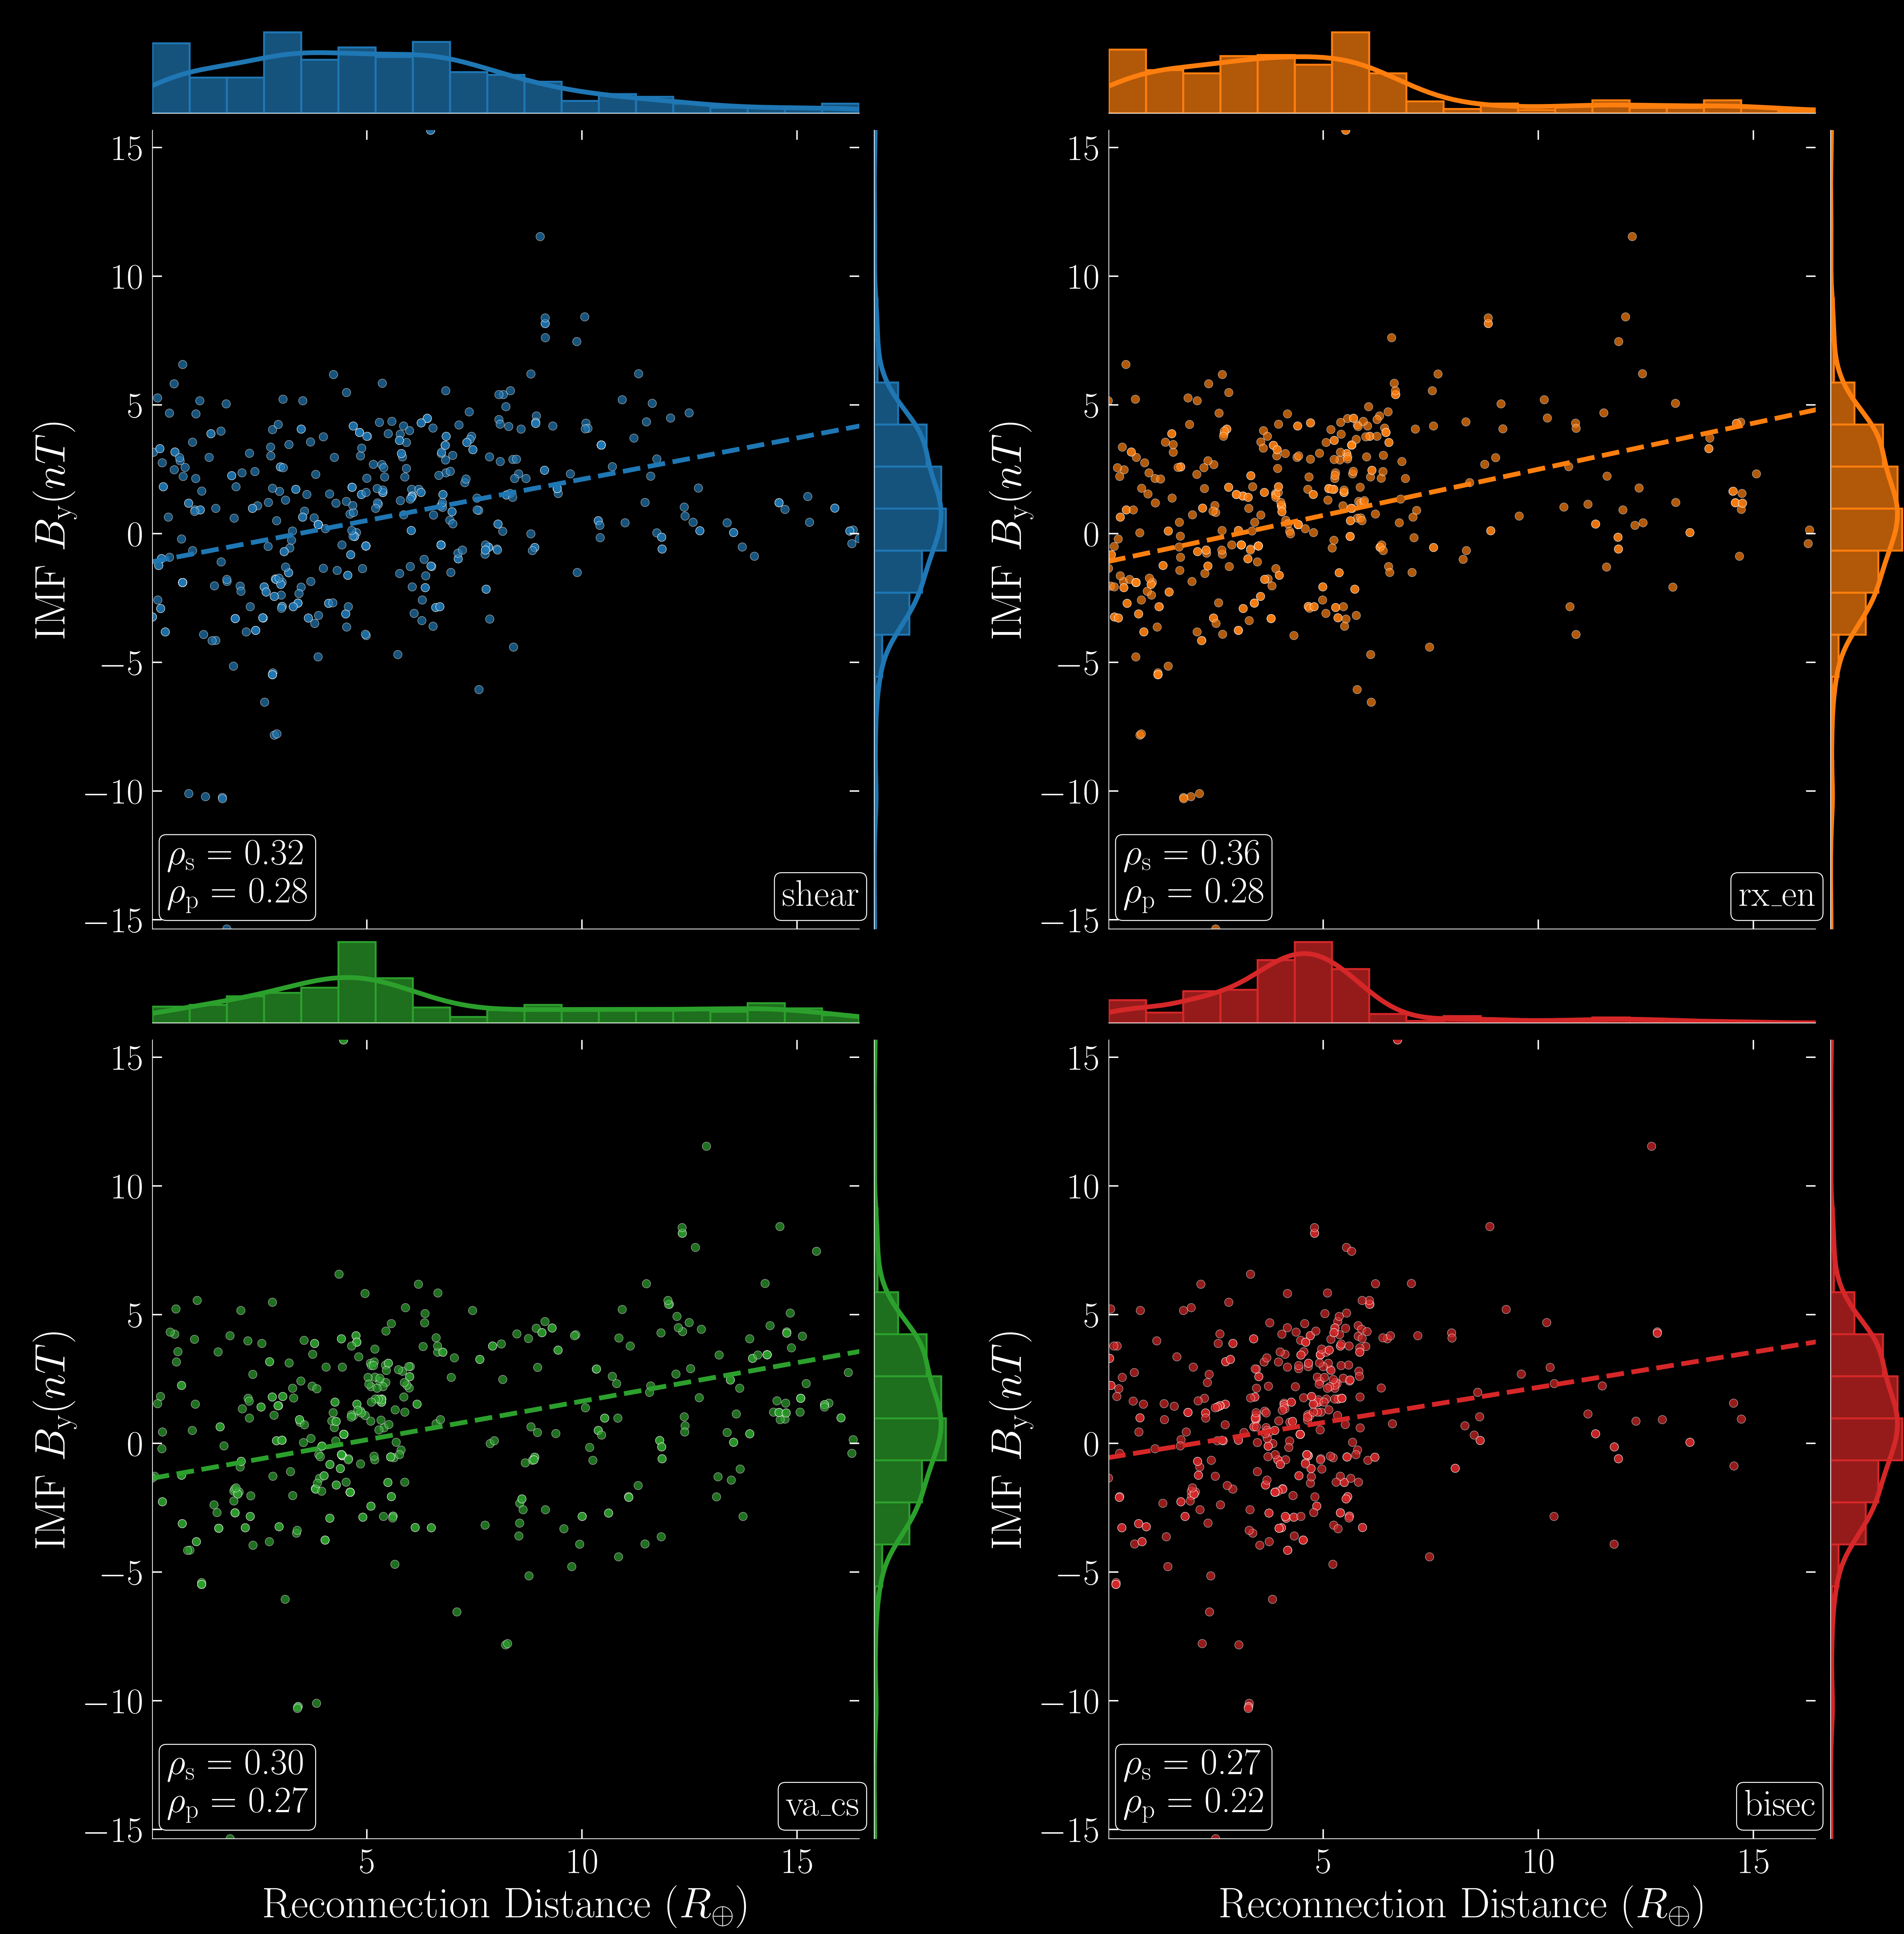 15
10
5
0
−5
−10
−15
IMF B_y(nT)
ρ_s = 0.32
ρ_p = 0.28
shear
15
10
5
0
−5
−10
−15
IMF B_y(nT)
ρ_s = 0.36
ρ_p = 0.28
rx_en
15
10
5
0
−5
−10
−15
IMF B_y(nT)
ρ_s = 0.30
ρ_p = 0.27
va_cs
5 10 15
Reconnection Distance (R_⊕)
15
10
5
0
−5
−10
−15
IMF B_y(nT)
ρ_s = 0.27
ρ_p = 0.22
bisec
5 10 15
Reconnection Distance (R_⊕)